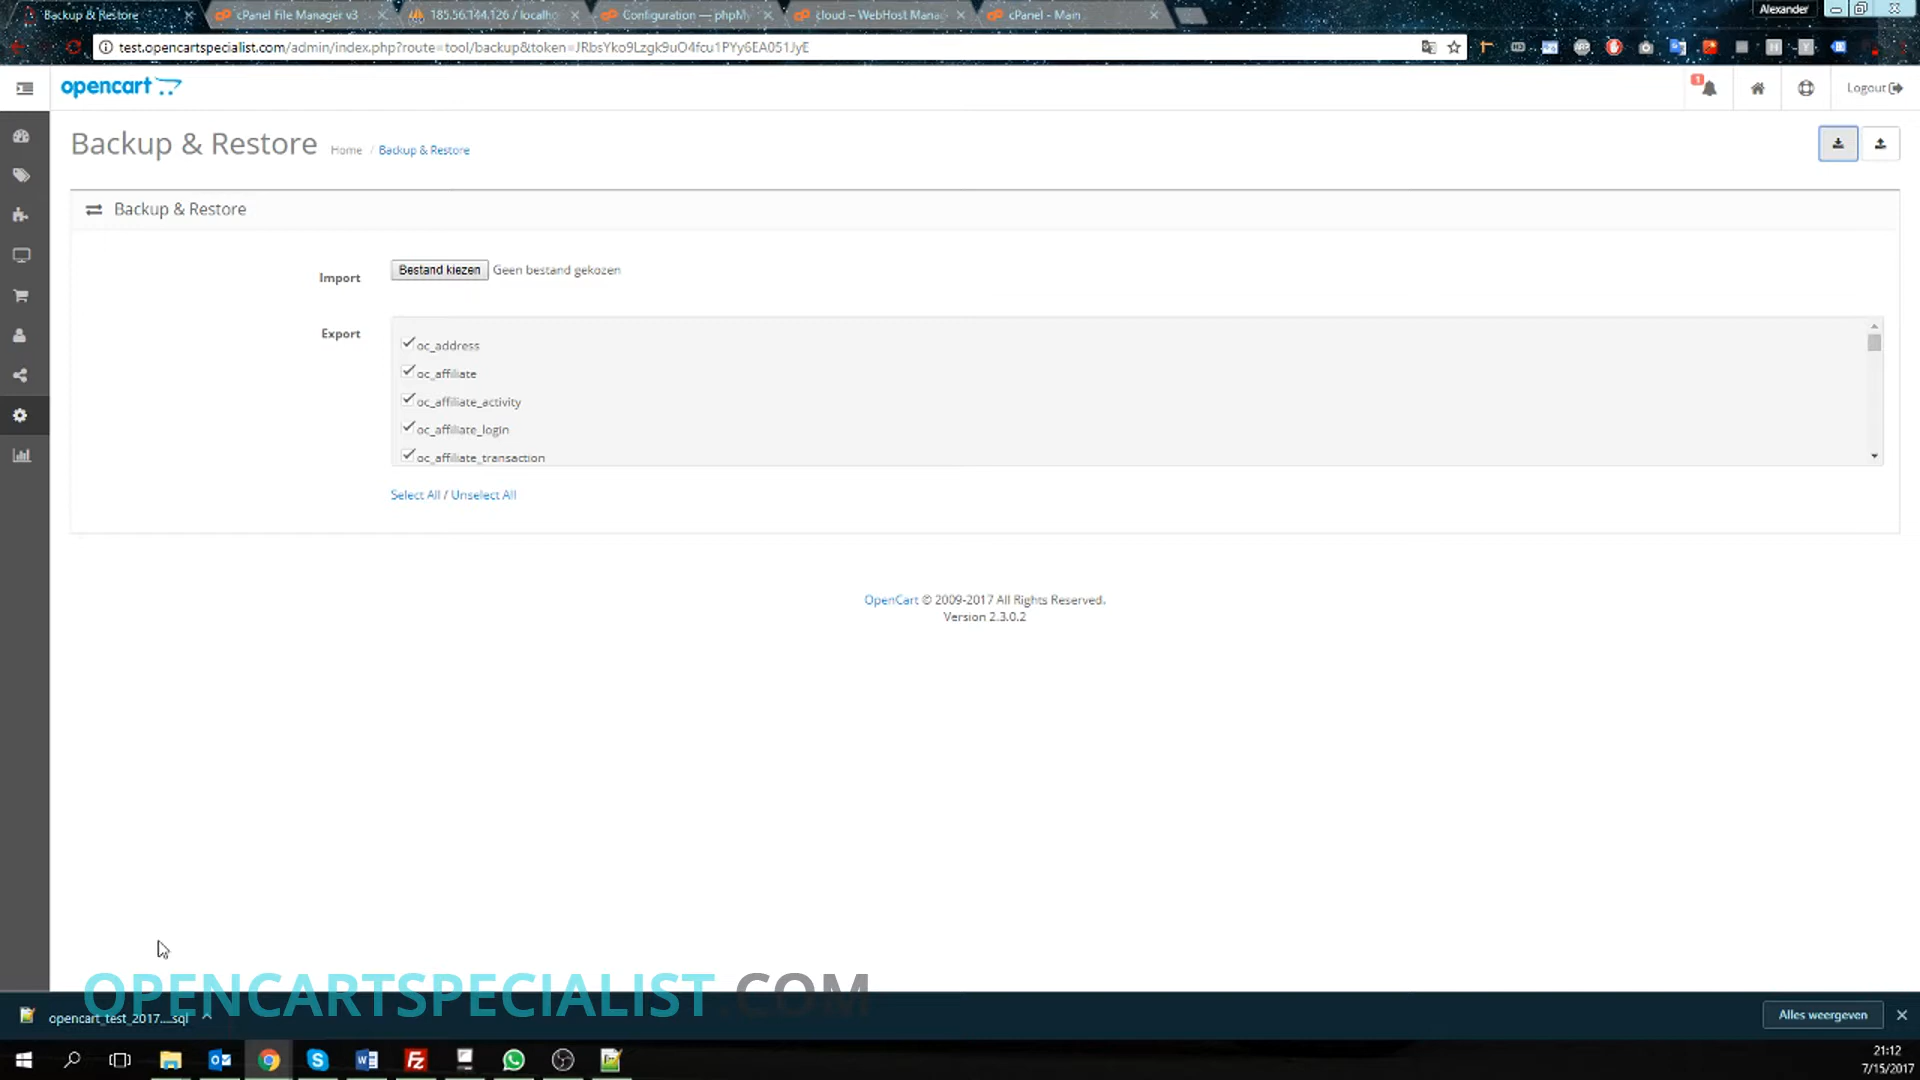 Backup & Restore
cPanel File Manager v3
185.56.144.126 / localho
Configuration — phpM
cloud – WebHost Mana
cPanel - Main
Alexander
test.opencartspecialist.com/admin/index.php?route=tool/backup&token=JRbsYko9Lzgk9uO4fcu1PYy6EA051JyE
opencart
1
Logout
Backup & Restore
Home / Backup & Restore
Backup & Restore
Import
Bestand kiezen Geen bestand gekozen
Export
oc_address
oc_affiliate
oc_affiliate_activity
oc_affiliate_login
oc_affiliate_transaction
Select All / Unselect All
OpenCart © 2009-2017 All Rights Reserved.
Version 2.3.0.2
OPENCARTSPECIALIST.COM
opencart_test_2017....sql
Alles weergeven
21:12
7/15/2017